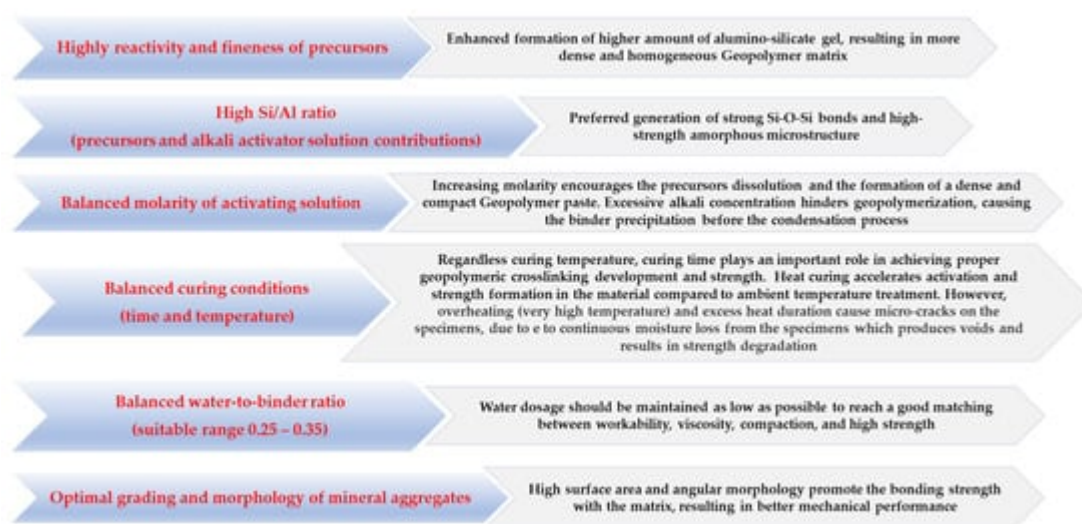 Highly reactivity and fineness of precursors
Enhanced formation of higher amount of alumino-silicate gel, resulting in more
dense and homogeneous Geopolymer matrix
High Si/Al ratio
(precursors and alkali activator solution contributions)
Preferred generation of strong Si-O-Si bonds and high-
strength amorphous microstructure
Balanced molarity of activating solution
Increasing molarity encourages the precursors dissolution and the formation of a dense and
compact Geopolymer paste. Excessive alkali concentration hinders geopolymerization, causing
the binder precipitation before the condensation process
Balanced curing conditions
(time and temperature)
Regardless curing temperature, curing time plays an important role in achieving proper
geopolymeric crosslinking development and strength. Heat curing accelerates activation and
strength formation in the material compared to ambient temperature treatment. However,
overheating (very high temperature) and excess heat duration cause micro-cracks on the
specimens, due to e to continuous moisture loss from the specimens which produces voids and
results in strength degradation
Balanced water-to-binder ratio
(suitable range 0.25 – 0.35)
Water dosage should be maintained as low as possible to reach a good matching
between workability, viscosity, compaction, and high strength
Optimal grading and morphology of mineral aggregates
High surface area and angular morphology promote the bonding strength
with the matrix, resulting in better mechanical performance